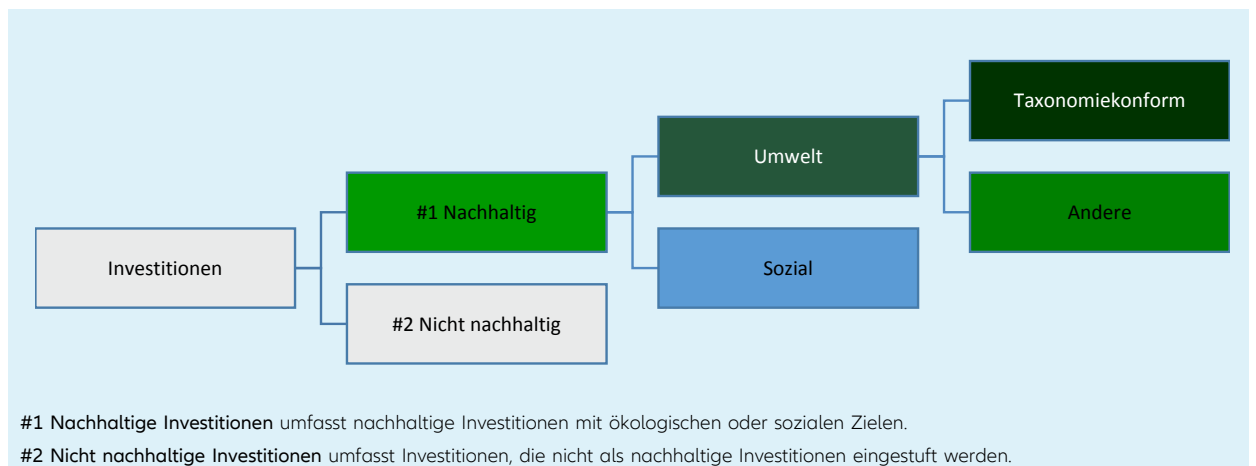 Taxonomiekonform
Umwelt
#1 Nachhaltig
Andere
Investitionen
Sozial
#2 Nicht nachhaltig
#1 Nachhaltige Investitionen umfasst nachhaltige Investitionen mit ökologischen oder sozialen Zielen.
#2 Nicht nachhaltige Investitionen umfasst Investitionen, die nicht als nachhaltige Investitionen eingestuft werden.